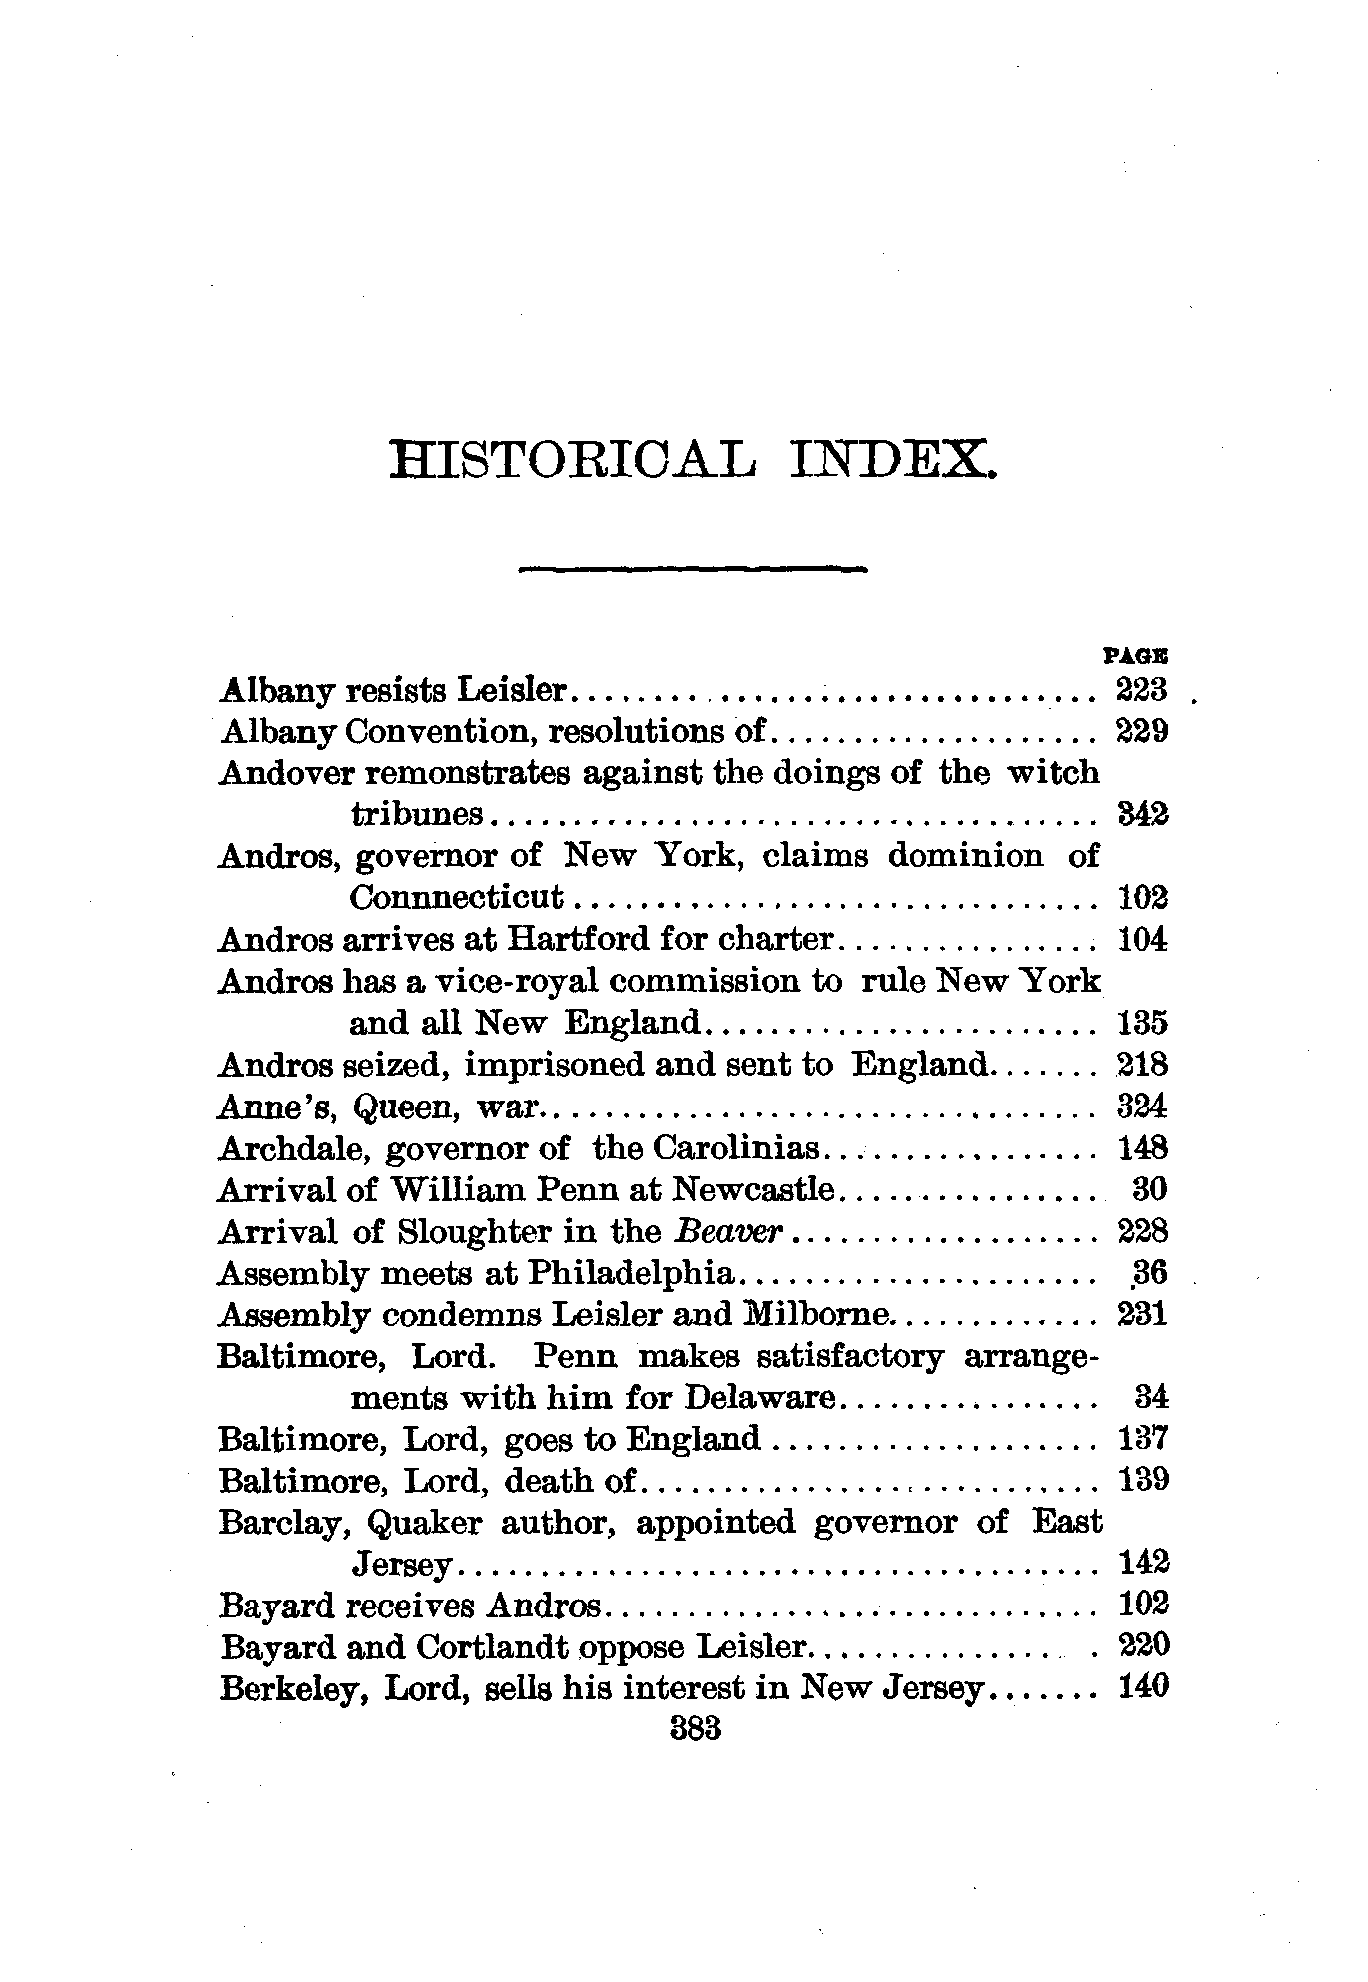 HISTORICAL INDEX.
PAGE
Albany resists Leisler................................ 223
Albany Convention, resolutions of.................... 229
Andover remonstrates against the doings of the witch
tribunes..................................... 342
Andros, governor of New York, claims dominion of
Connnecticut ................................ 102
Andros arrives at Hartford for charter................ 104
Andros has a vice-royal commission to rule New York
and all New England........................ 135
Andros seized, imprisoned and sent to England....... 218
Anne's, Queen, war.................................. 324
Archdale, governor of the Carolinias................. 148
Arrival of William Penn at Newcastle................ 30
Arrival of Sloughter in the Beaver ................... 228
Assembly meets at Philadelphia...................... 36
Assembly condemns Leisler and Milborne............. 231
Baltimore, Lord. Penn makes satisfactory arrange-
ments with him for Delaware................ 34
Baltimore, Lord, goes to England .................... 137
Baltimore, Lord, death of............................ 139
Barclay, Quaker author, appointed governor of East
Jersey....................................... 142
Bayard receives Andros.............................. 102
Bayard and Cortlandt oppose Leisler................ . 220
Berkeley, Lord, sells his interest in New Jersey....... 140
383